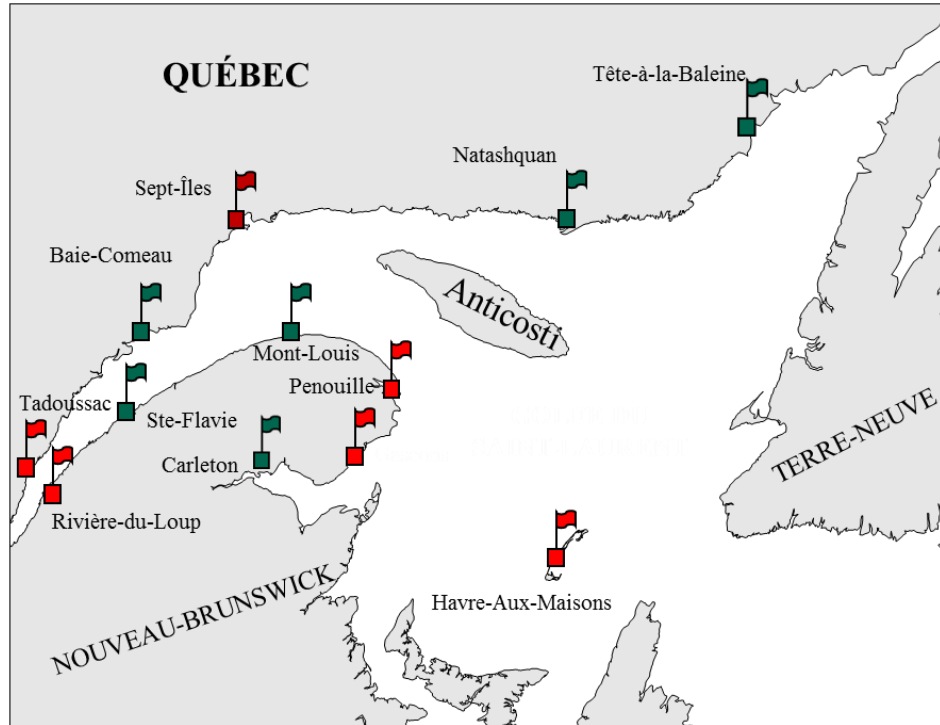 QUÉBEC
Tête-à-la-Baleine
Natashquan
Sept-Îles
Baie-Comeau
Anticosti
Mont-Louis
Penouille
Tadoussac
Ste-Flavie
Carleton
TERRE-NEUVE
Rivière-du-Loup
NOUVEAU-BRUNSWICK
Havre-Aux-Maisons